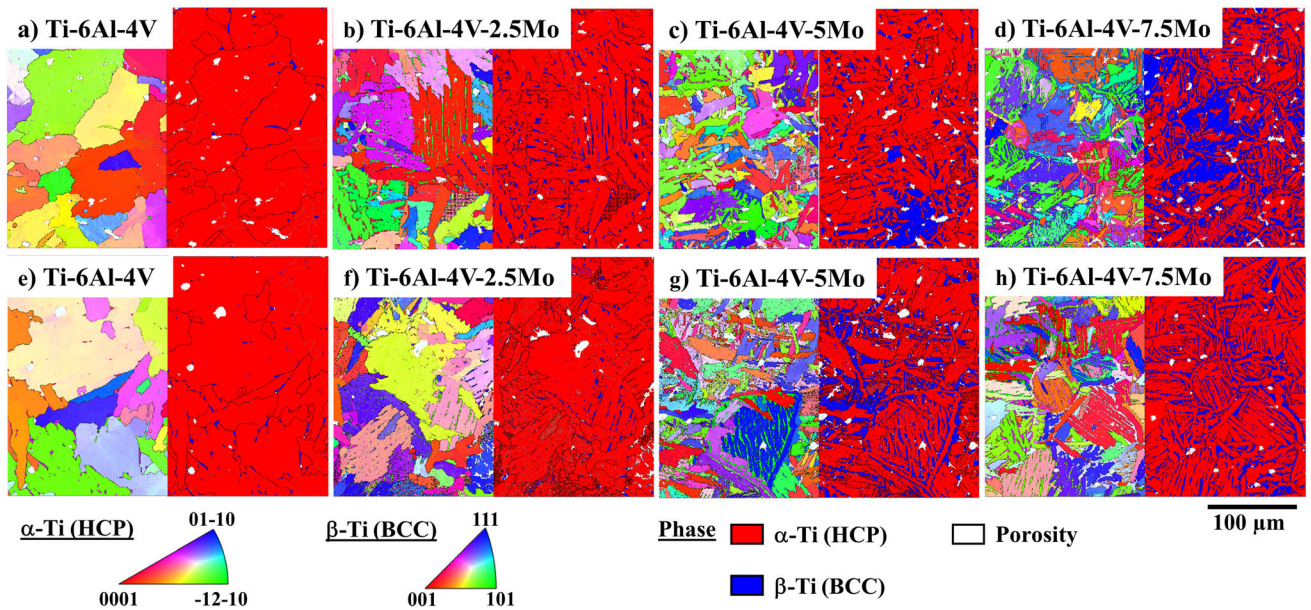 a) Ti-6Al-4V
b) Ti-6Al-4V-2.5Mo
c) Ti-6Al-4V-5Mo
d) Ti-6Al-4V-7.5Mo
e) Ti-6Al-4V
f) Ti-6Al-4V-2.5Mo
g) Ti-6Al-4V-5Mo
h) Ti-6Al-4V-7.5Mo
α-Ti (HCP)
01-10
0001
-12-10
β-Ti (BCC)
111
001
101
Phase
α-Ti (HCP)
Porosity
β-Ti (BCC)
100 µm